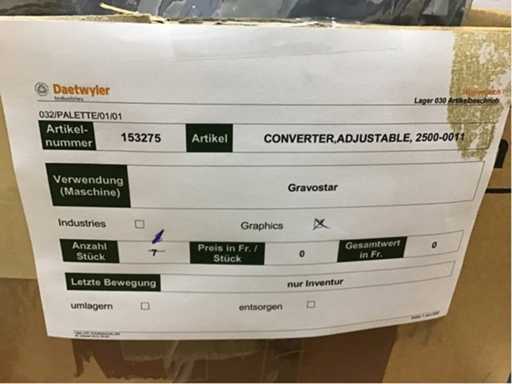 Daetwyler
Industries
Lager 030 Artikelbeschrieb
032/PALETTE/01/01
Artikel-
nummer
153275
Artikel
CONVERTER,ADJUSTABLE, 2500-0011
Verwendung
(Maschine)
Gravostar
Industries
Graphics
Anzahl
Stück
Preis in Fr. /
Stück
0
Gesamtwert
in Fr.
0
Letzte Bewegung
nur Inventur
umlagern
entsorgen